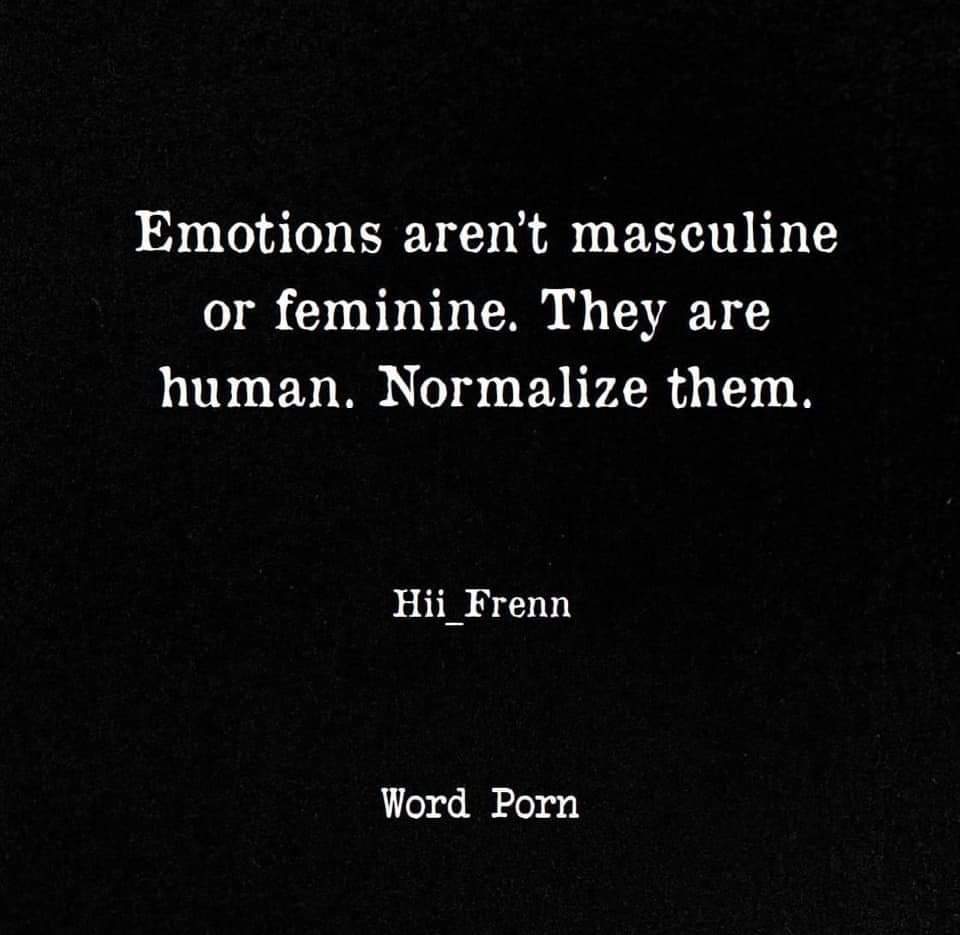 Emotions aren't masculine
or feminine. They are
human. Normalize them.
Hii_Frenn
Word Porn